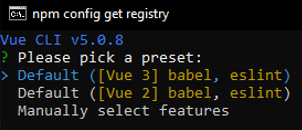 npm config get registry
Vue CLI v5.0.8
? Please pick a preset:
> Default ([Vue 3] babel, eslint)
Default ([Vue 2] babel, eslint)
Manually select features